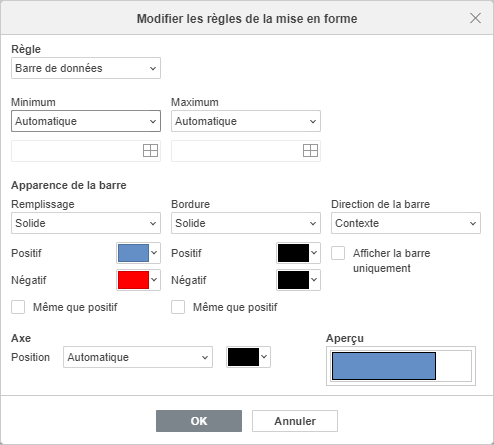 Modifier les règles de la mise en forme
Règle
Barre de données
Minimum Maximum
Automatique Automatique
Apparence de la barre
Remplissage Bordure Direction de la barre
Solide Solide Contexte
Positif Positif Afficher la barre
uniquement
Négatif Négatif
Même que positif Même que positif
Axe Aperçu
Position Automatique
OK Annuler